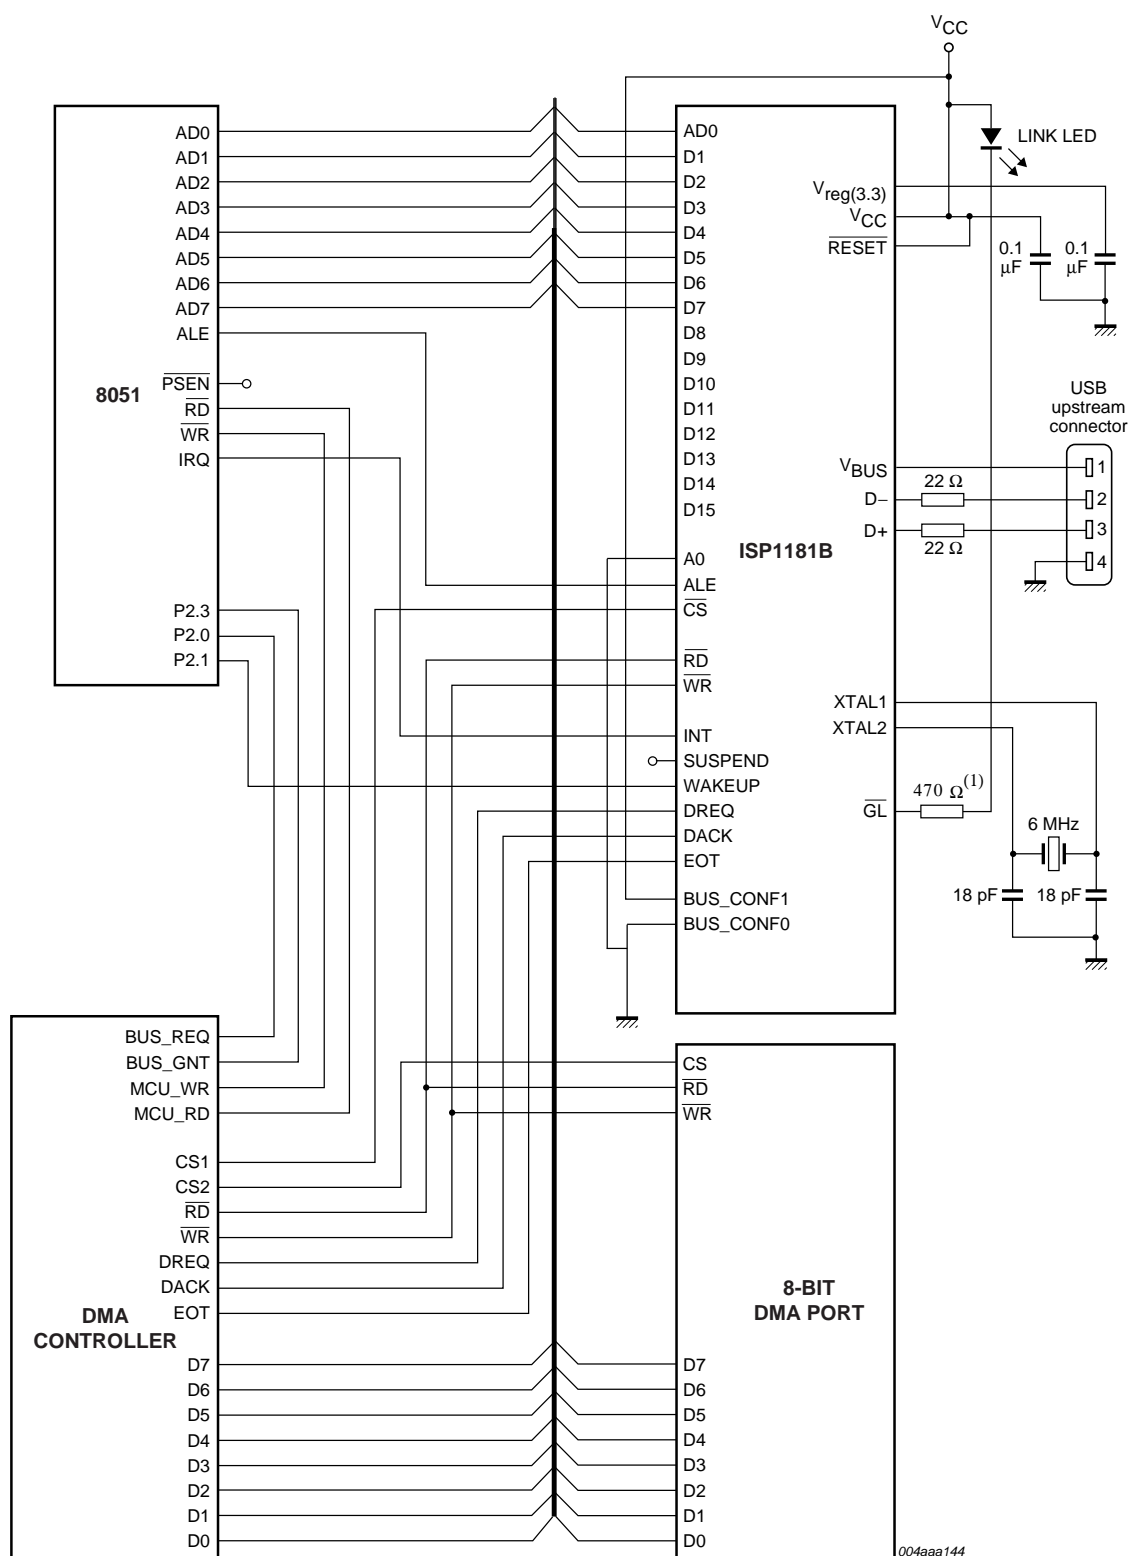 VCC
8051
AD0
AD1
AD2
AD3
AD4
AD5
AD6
AD7
ALE
PSEN
RD
WR
IRQ
P2.3
P2.0
P2.1
ISP1181B
AD0
D1
D2
D3
D4
D5
D6
D7
D8
D9
D10
D11
D12
D13
D14
D15
A0
ALE
CS
RD
WR
INT
SUSPEND
WAKEUP
DREQ
DACK
EOT
BUS_CONF1
BUS_CONF0
Vreg(3.3)
VCC
RESET
VBUS
D−
D+
XTAL1
XTAL2
GL
LINK LED
0.1
μF
0.1
μF
USB
upstream
connector
1
2
3
4
22 Ω
22 Ω
470 Ω(1)
6 MHz
18 pF
18 pF
DMA
CONTROLLER
BUS_REQ
BUS_GNT
MCU_WR
MCU_RD
CS1
CS2
RD
WR
DREQ
DACK
EOT
D7
D6
D5
D4
D3
D2
D1
D0
8-BIT
DMA PORT
CS
RD
WR
D7
D6
D5
D4
D3
D2
D1
D0
004aaa144